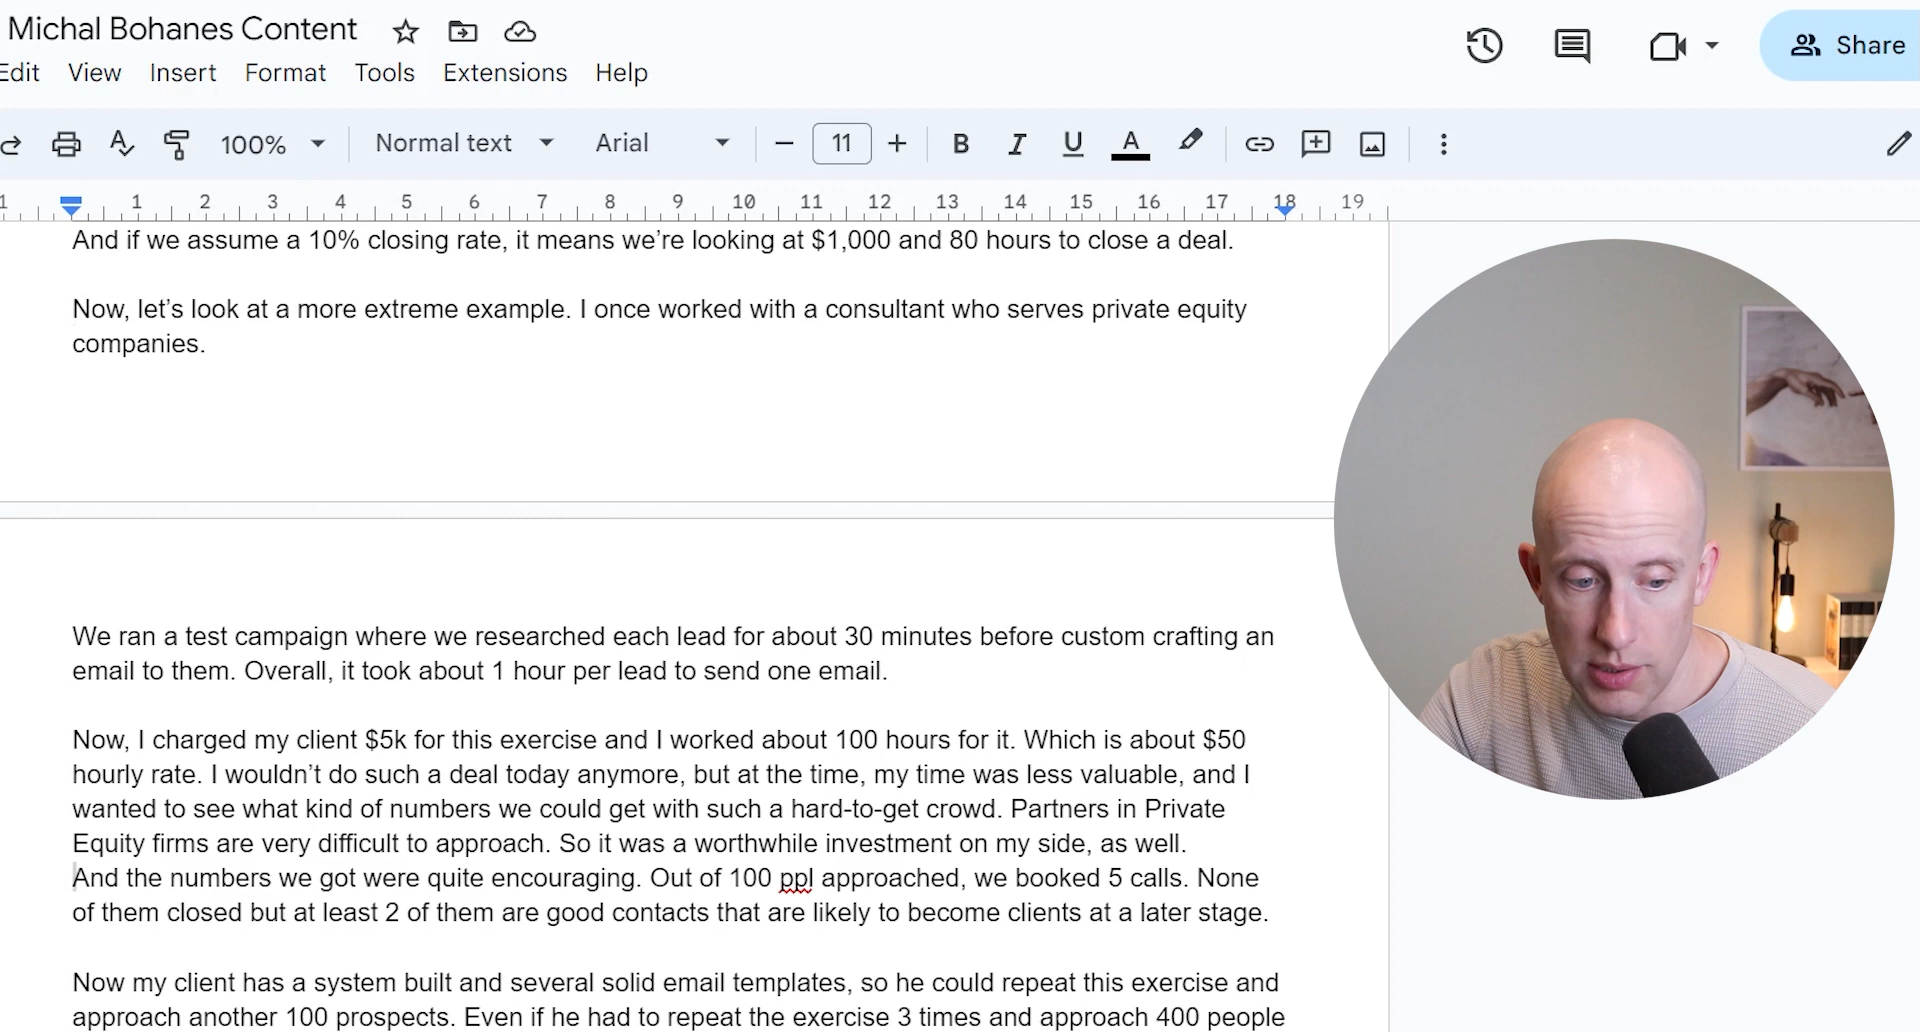 Michal Bohanes Content
Edit View Insert Format Tools Extensions Help
Share
100% Normal text Arial 11 B I U A
1 1 2 3 4 5 6 7 8 9 10 11 12 13 14 15 16 17 18 19
And if we assume a 10% closing rate, it means we’re looking at $1,000 and 80 hours to close a deal.
Now, let’s look at a more extreme example. I once worked with a consultant who serves private equity
companies.
We ran a test campaign where we researched each lead for about 30 minutes before custom crafting an
email to them. Overall, it took about 1 hour per lead to send one email.
Now, I charged my client $5k for this exercise and I worked about 100 hours for it. Which is about $50
hourly rate. I wouldn’t do such a deal today anymore, but at the time, my time was less valuable, and I
wanted to see what kind of numbers we could get with such a hard-to-get crowd. Partners in Private
Equity firms are very difficult to approach. So it was a worthwhile investment on my side, as well.
And the numbers we got were quite encouraging. Out of 100 ppl approached, we booked 5 calls. None
of them closed but at least 2 of them are good contacts that are likely to become clients at a later stage.
Now my client has a system built and several solid email templates, so he could repeat this exercise and
approach another 100 prospects. Even if he had to repeat the exercise 3 times and approach 400 people